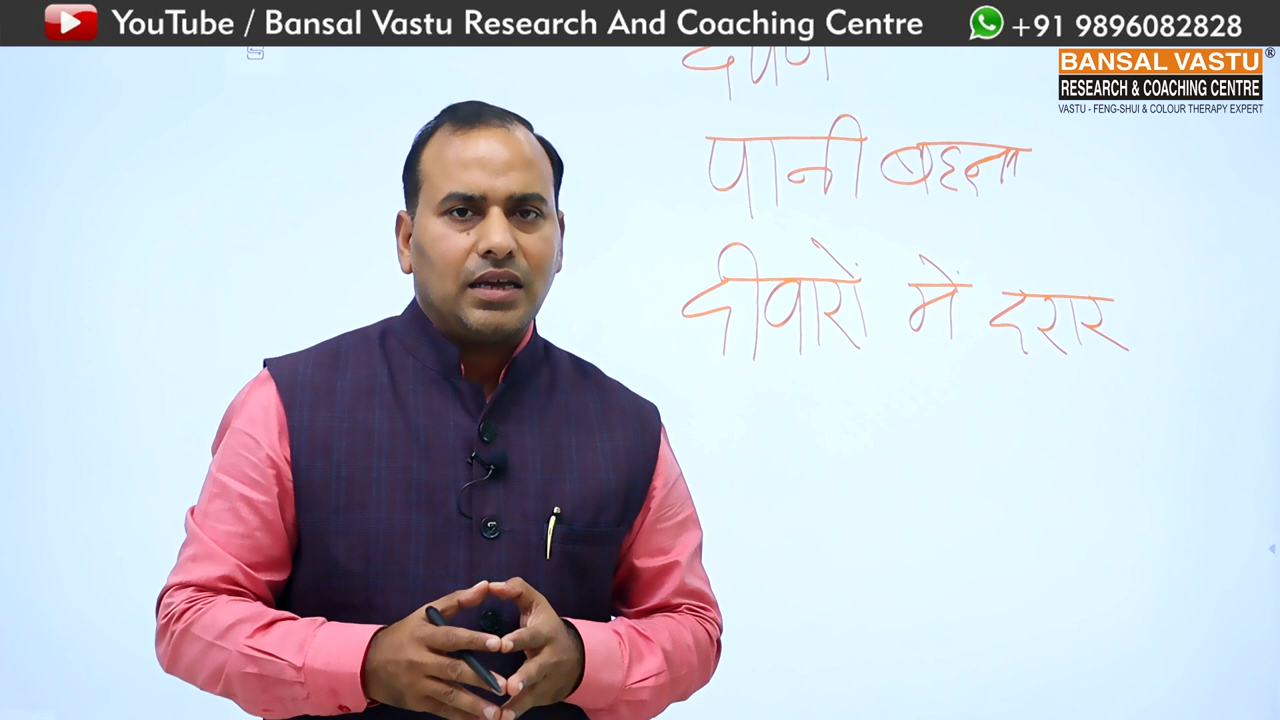 YouTube / Bansal Vastu Research And Coaching Centre
+91 9896082828
BANSAL VASTU®
RESEARCH & COACHING CENTRE
VASTU - FENG-SHUI & COLOUR THERAPY EXPERT
पानी बहना
दीवारों में दरार